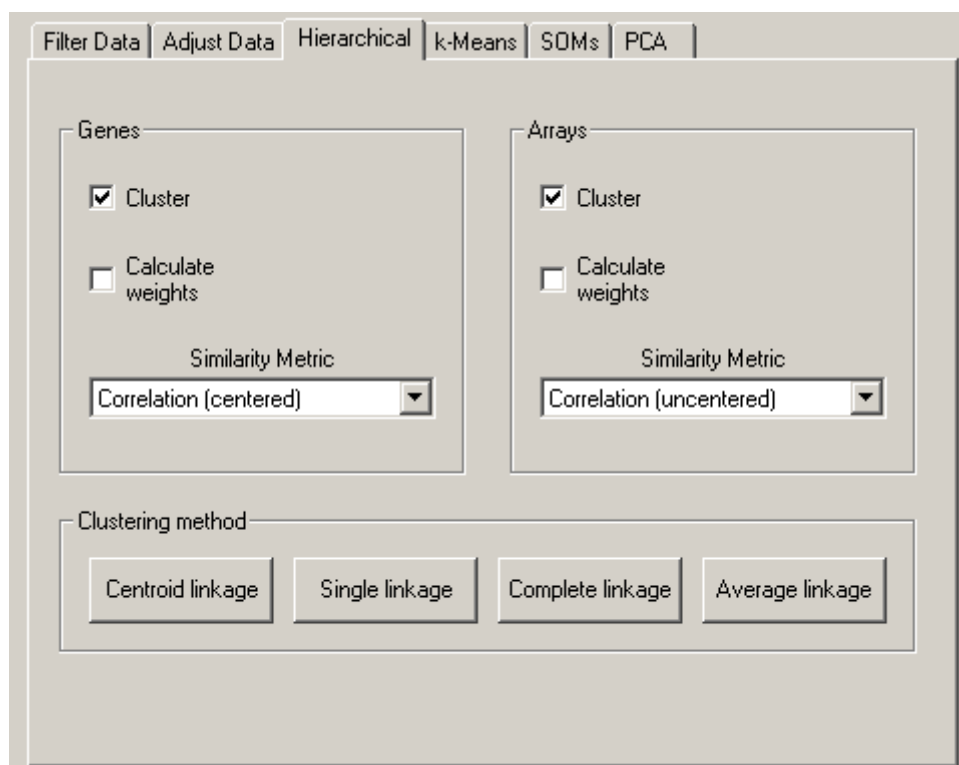 Filter Data Adjust Data Hierarchical k-Means SOMs PCA
Genes
Cluster
Calculate
weights
Similarity Metric
Correlation (centered)
Arrays
Cluster
Calculate
weights
Similarity Metric
Correlation (uncentered)
Clustering method
Centroid linkage Single linkage Complete linkage Average linkage